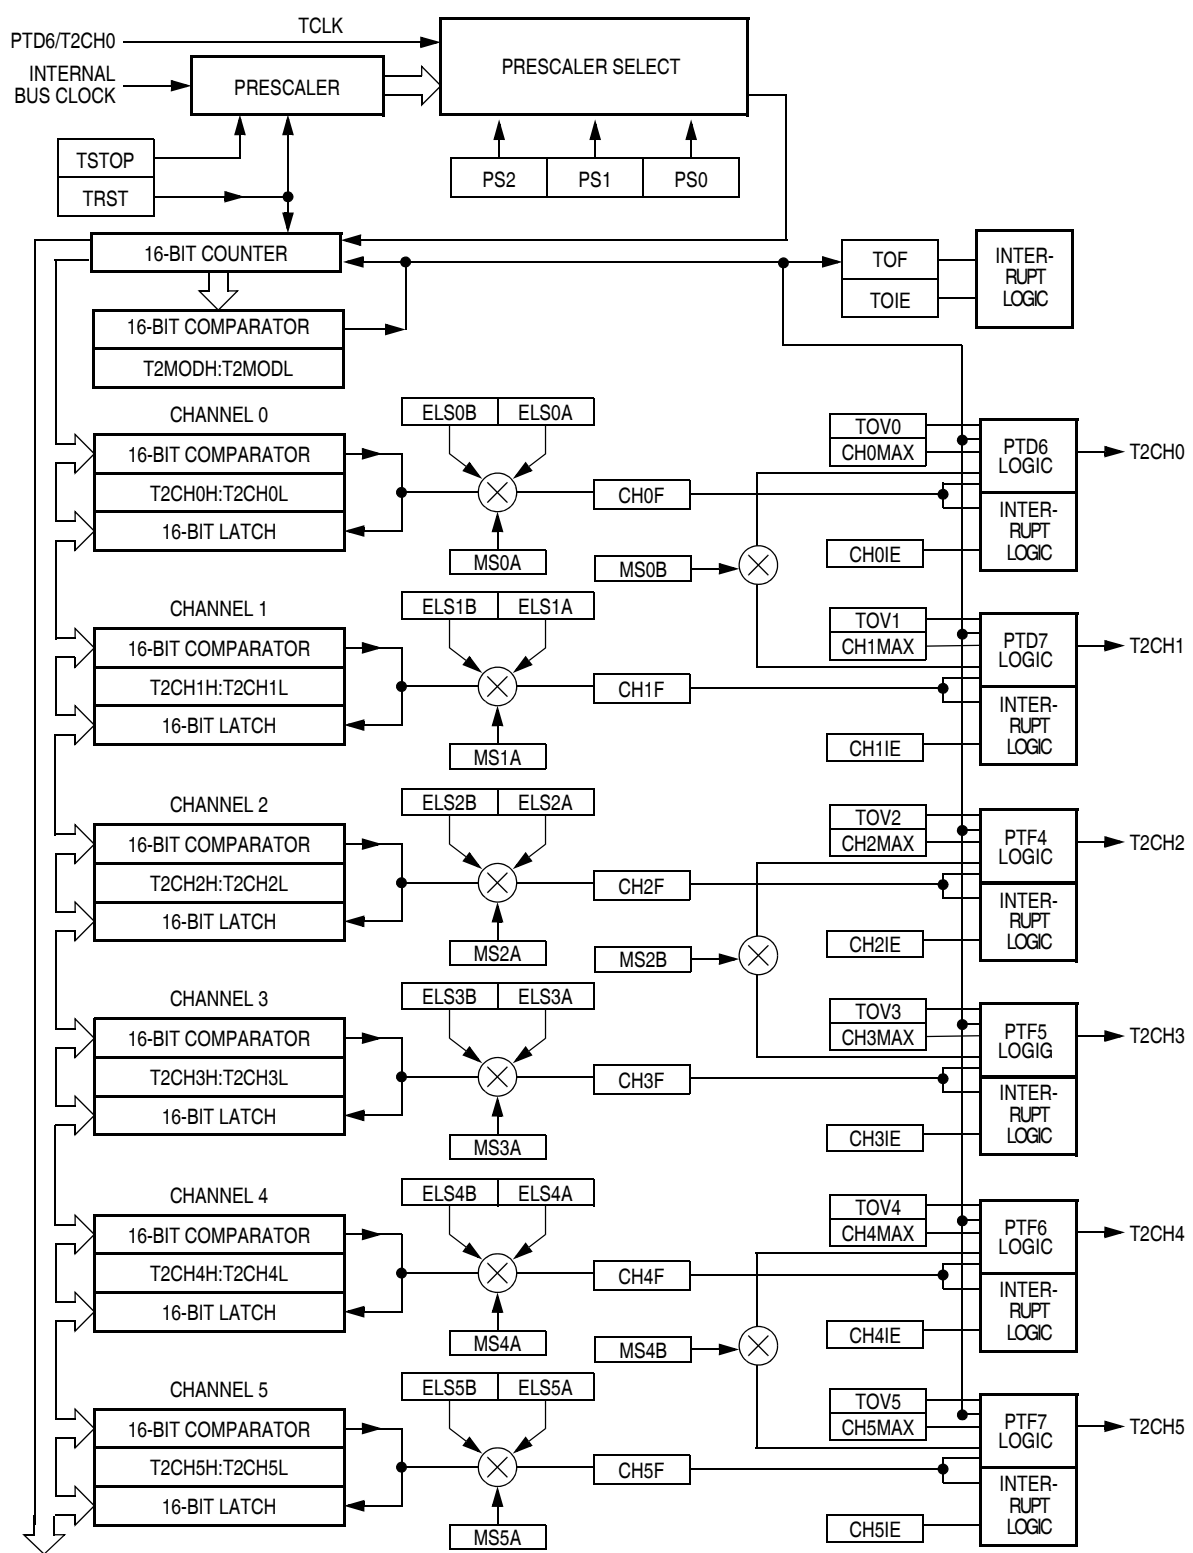 TCLK
PTD6/T2CH0
PRESCALER SELECT
INTERNAL
BUS CLOCK
PRESCALER
TSTOP
TRST
PS2
PS1
PS0
16-BIT COUNTER
TOF
TOIE
INTER-
RUPT
LOGIC
16-BIT COMPARATOR
T2MODH:T2MODL
CHANNEL 0
ELS0B
ELS0A
TOV0
CH0MAX
PTD6
LOGIC
T2CH0
16-BIT COMPARATOR
T2CH0H:T2CH0L
16-BIT LATCH
CH0F
INTER-
RUPT
LOGIC
MS0A
MS0B
CH0IE
CHANNEL 1
ELS1B
ELS1A
TOV1
CH1MAX
PTD7
LOGIC
T2CH1
16-BIT COMPARATOR
T2CH1H:T2CH1L
16-BIT LATCH
CH1F
INTER-
RUPT
LOGIC
MS1A
CH1IE
CHANNEL 2
ELS2B
ELS2A
TOV2
CH2MAX
PTF4
LOGIC
T2CH2
16-BIT COMPARATOR
T2CH2H:T2CH2L
16-BIT LATCH
CH2F
INTER-
RUPT
LOGIC
MS2A
MS2B
CH2IE
CHANNEL 3
ELS3B
ELS3A
TOV3
CH3MAX
PTF5
LOGIG
T2CH3
16-BIT COMPARATOR
T2CH3H:T2CH3L
16-BIT LATCH
CH3F
INTER-
RUPT
LOGIC
MS3A
CH3IE
CHANNEL 4
ELS4B
ELS4A
TOV4
CH4MAX
PTF6
LOGIC
T2CH4
16-BIT COMPARATOR
T2CH4H:T2CH4L
16-BIT LATCH
CH4F
INTER-
RUPT
LOGIC
MS4A
MS4B
CH4IE
CHANNEL 5
ELS5B
ELS5A
TOV5
CH5MAX
PTF7
LOGIC
T2CH5
16-BIT COMPARATOR
T2CH5H:T2CH5L
16-BIT LATCH
CH5F
INTER-
RUPT
LOGIC
MS5A
CH5IE